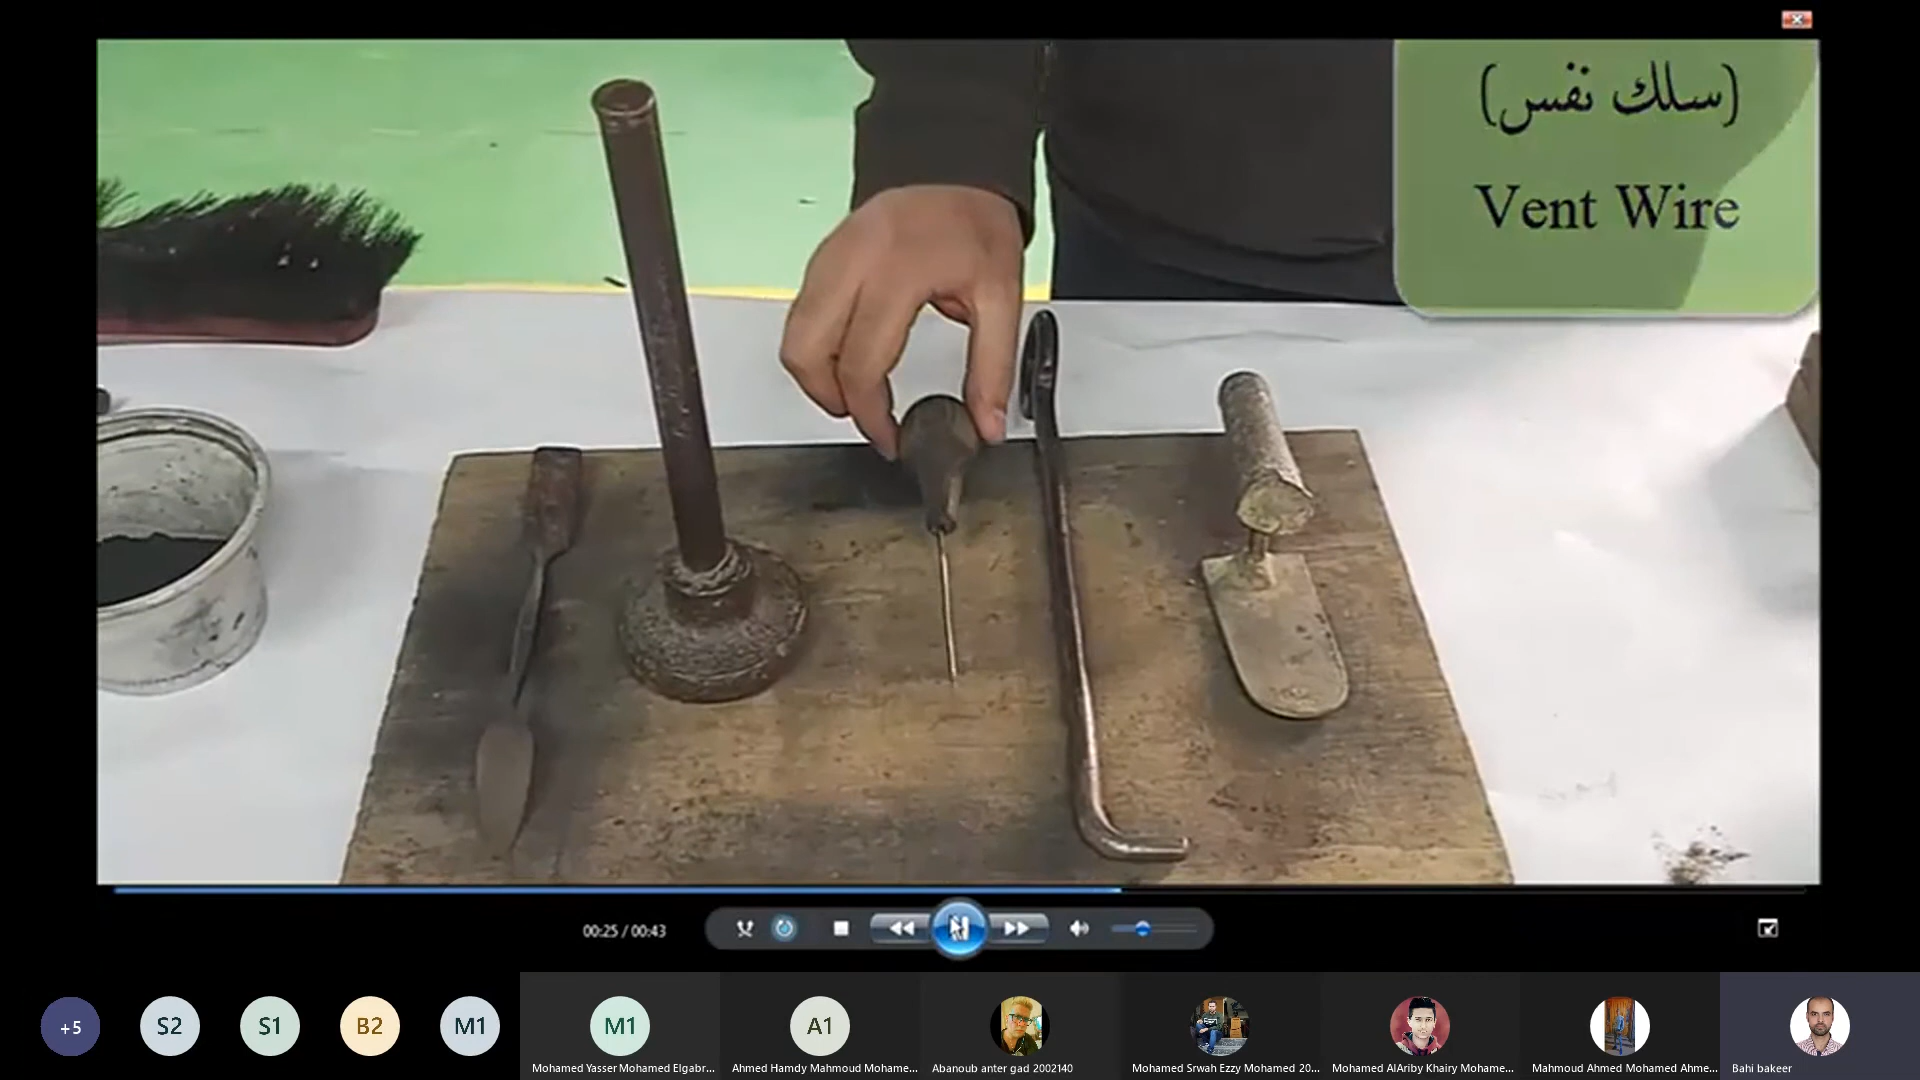 (سلك نفس)
Vent Wire
00:25 / 00:43
+5
S2
S1
B2
M1
M1
A1
Mohamed Yasser Mohamed Elgabr...
Ahmed Hamdy Mahmoud Mohame...
Abanoub anter gad 2002140
Mohamed Srwah Ezzy Mohamed 20...
Mohamed AlAriby Khairy Mohame...
Mahmoud Ahmed Mohamed Ahme...
Bahi bakeer